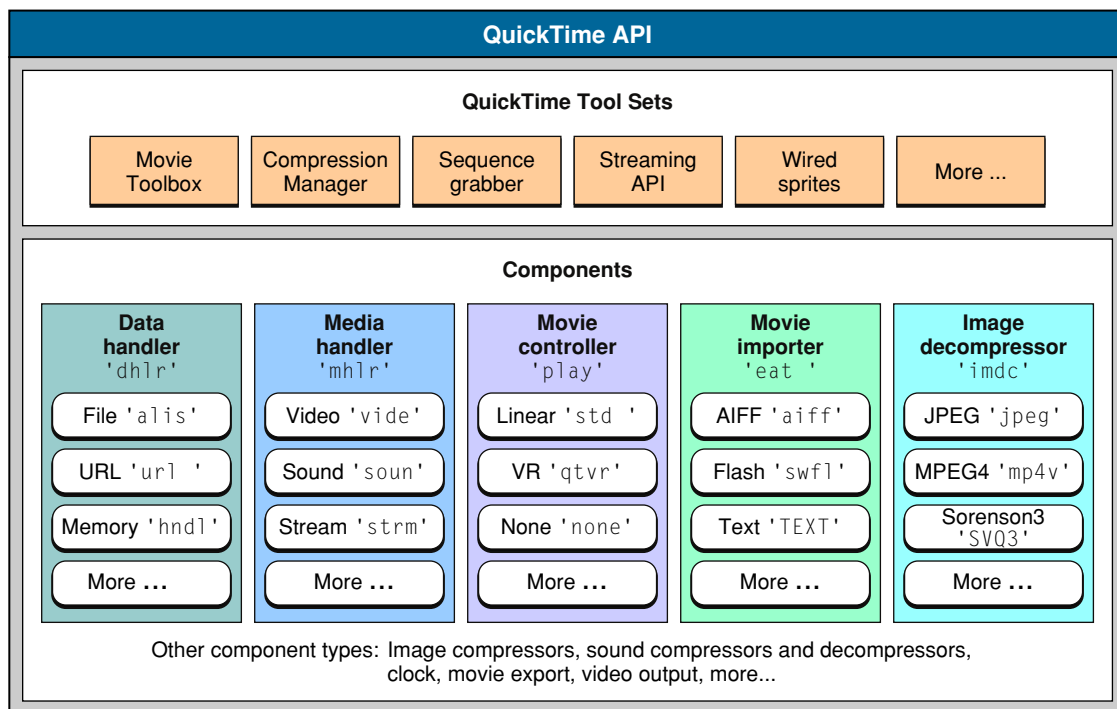 QuickTime API
QuickTime Tool Sets
Movie
Toolbox
Compression
Manager
Sequence
grabber
Streaming
API
Wired
sprites
More ...
Components
Data
handler
'dhlr'
File 'alis'
URL 'url '
Memory 'hndl'
More ...
Media
handler
'mhlr'
Video 'vide'
Sound 'soun'
Stream 'strm'
More ...
Movie
controller
'play'
Linear 'std '
VR 'qtvr'
None 'none'
More ...
Movie
importer
'eat '
AIFF 'aiff'
Flash 'swfl'
Text 'TEXT'
More ...
Image
decompressor
'imdc'
JPEG 'jpeg'
MPEG4 'mp4v'
Sorenson3
'SVQ3'
More ...
Other component types: Image compressors, sound compressors and decompressors,
clock, movie export, video output, more...